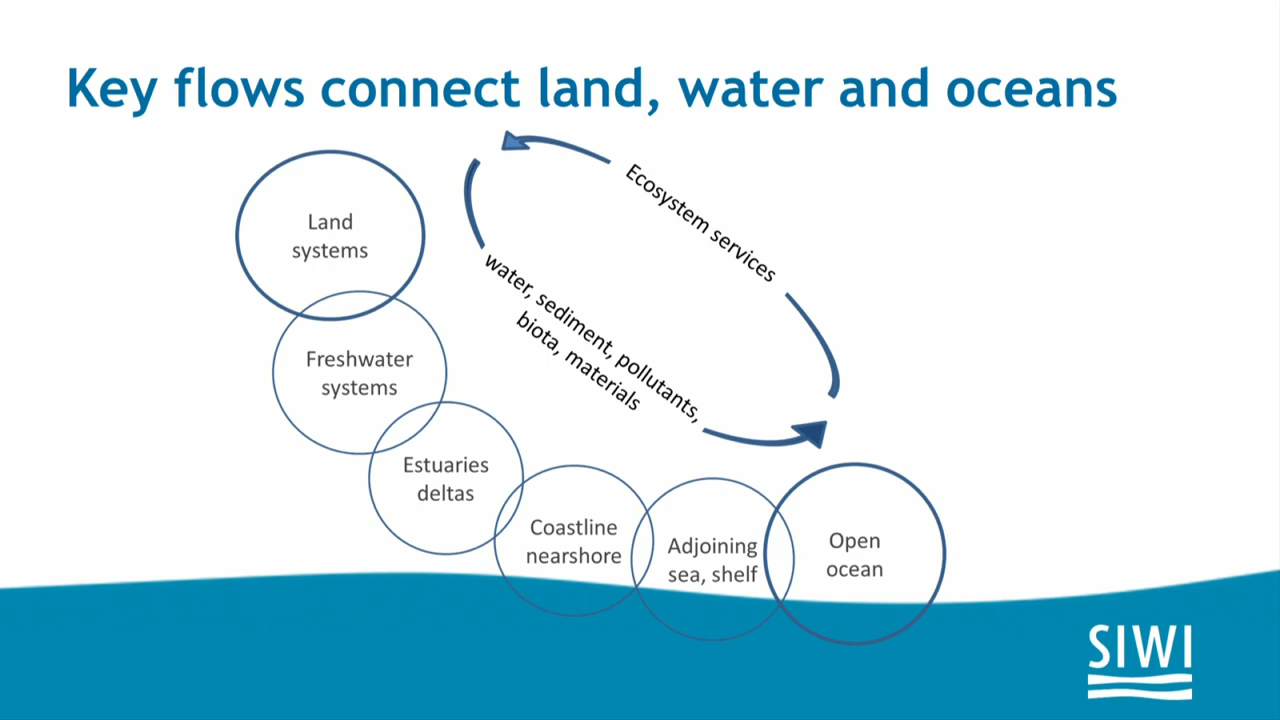 Key flows connect land, water and oceans
Ecosystem services
Land
systems
water, sediment, pollutants,
biota, materials
Freshwater
systems
Estuaries
deltas
Coastline
nearshore
Adjoining
sea, shelf
Open
ocean
SIWI